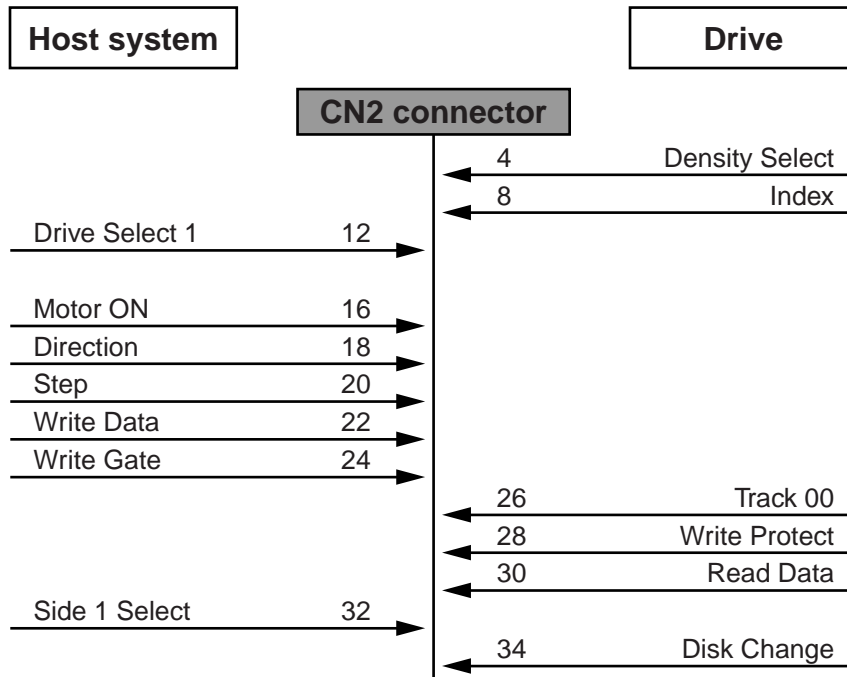 Host system
Drive
CN2 connector
4 Density Select
8 Index
Drive Select 1 12
Motor ON 16
Direction 18
Step 20
Write Data 22
Write Gate 24
26 Track 00
28 Write Protect
30 Read Data
Side 1 Select 32
34 Disk Change